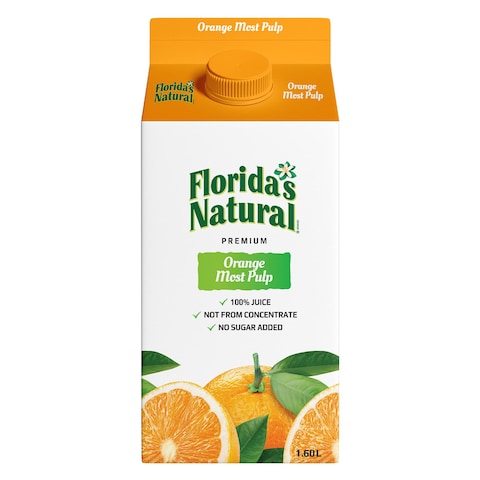 Orange Most Pulp
Florida's
Natural
Orange
Most Pulp
Florida's
Natural
PREMIUM
Orange
Most Pulp
✓ 100% JUICE
✓ NOT FROM CONCENTRATE
✓ NO SUGAR ADDED
1.60L